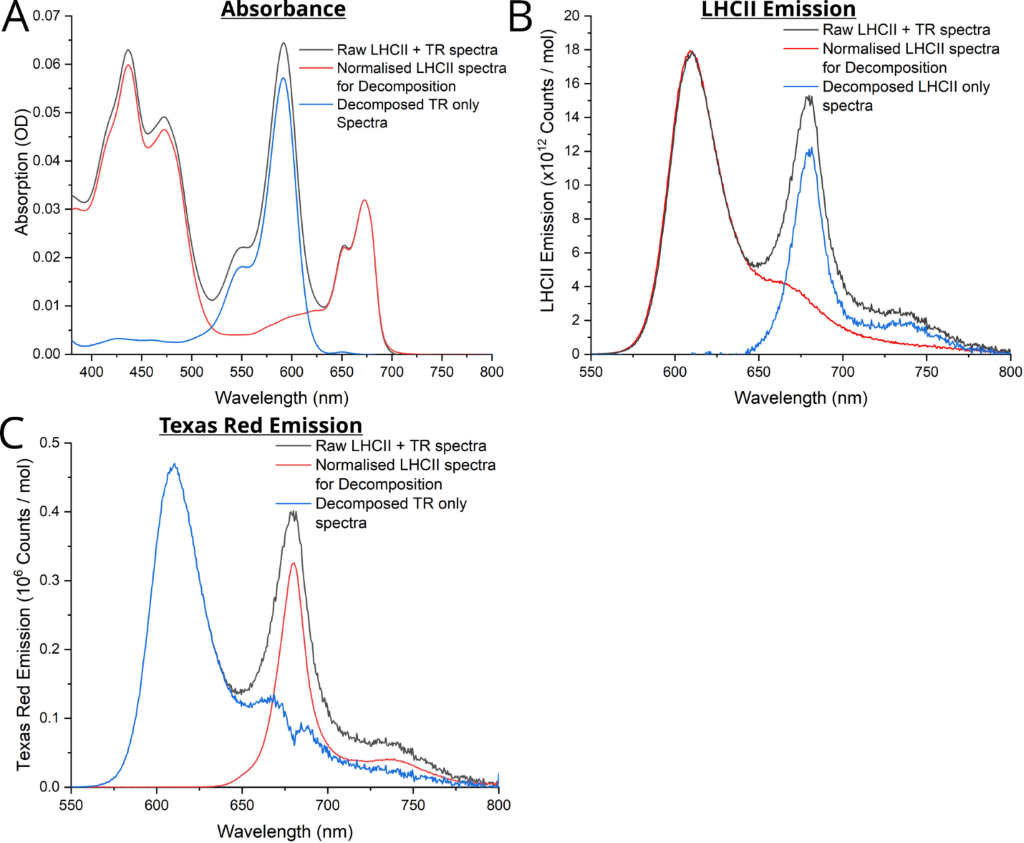 A
Absorbance
Raw LHCII + TR spectra
Normalised LHCII spectra
for Decomposition
Decomposed TR only
Spectra
Absorption (OD)
0.07
0.06
0.05
0.04
0.03
0.02
0.01
0.00
400 450 500 550 600 650 700 750 800
Wavelength (nm)
B
LHCII Emission
Raw LHCII + TR spectra
Normalised LHCII spectra
for Decomposition
Decomposed LHCII only
spectra
LHCII Emission (x10¹² Counts / mol)
20
18
16
14
12
10
8
6
4
2
0
550 600 650 700 750 800
Wavelength (nm)
C
Texas Red Emission
Raw LHCII + TR spectra
Normalised LHCII spectra
for Decomposition
Decomposed TR only
spectra
Texas Red Emission (10⁶ Counts / mol)
0.5
0.4
0.3
0.2
0.1
0.0
550 600 650 700 750 800
Wavelength (nm)